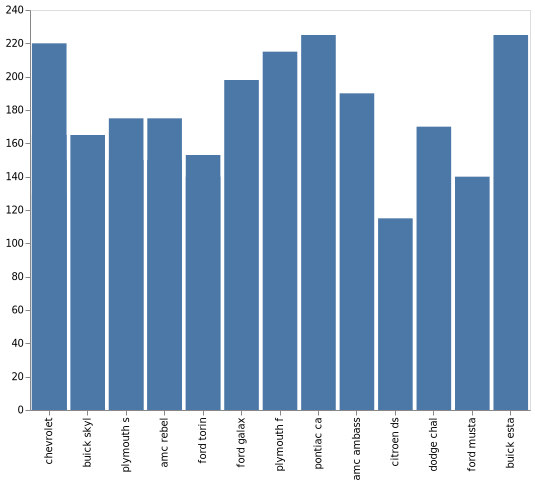 240
220
200
180
160
140
120
100
80
60
40
20
0
chevrolet
buick skyl
plymouth s
amc rebel
ford torin
ford galax
plymouth f
pontiac ca
amc ambass
citroen ds
dodge chal
ford musta
buick esta